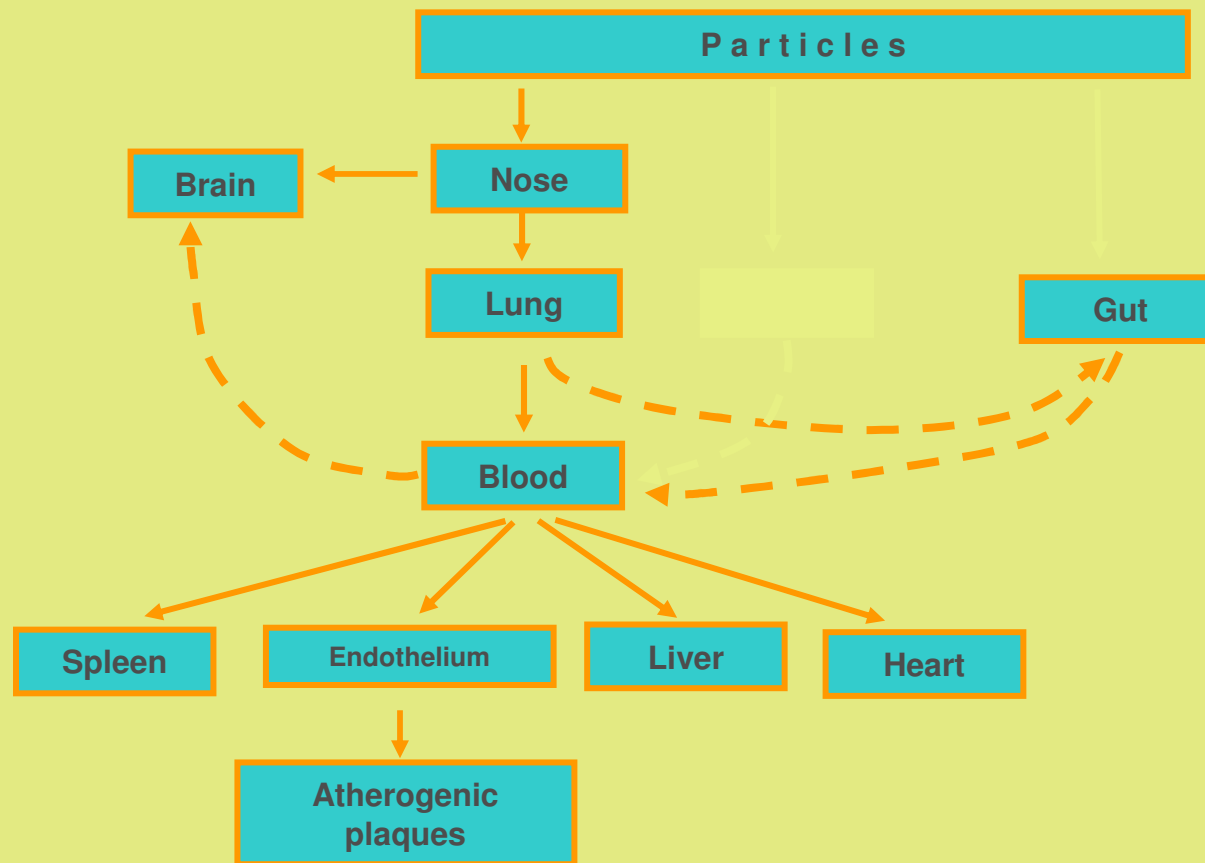 P a r t i c l e s
Brain
Nose
Lung
Gut
Blood
Spleen
Endothelium
Liver
Heart
Atherogenic
plaques